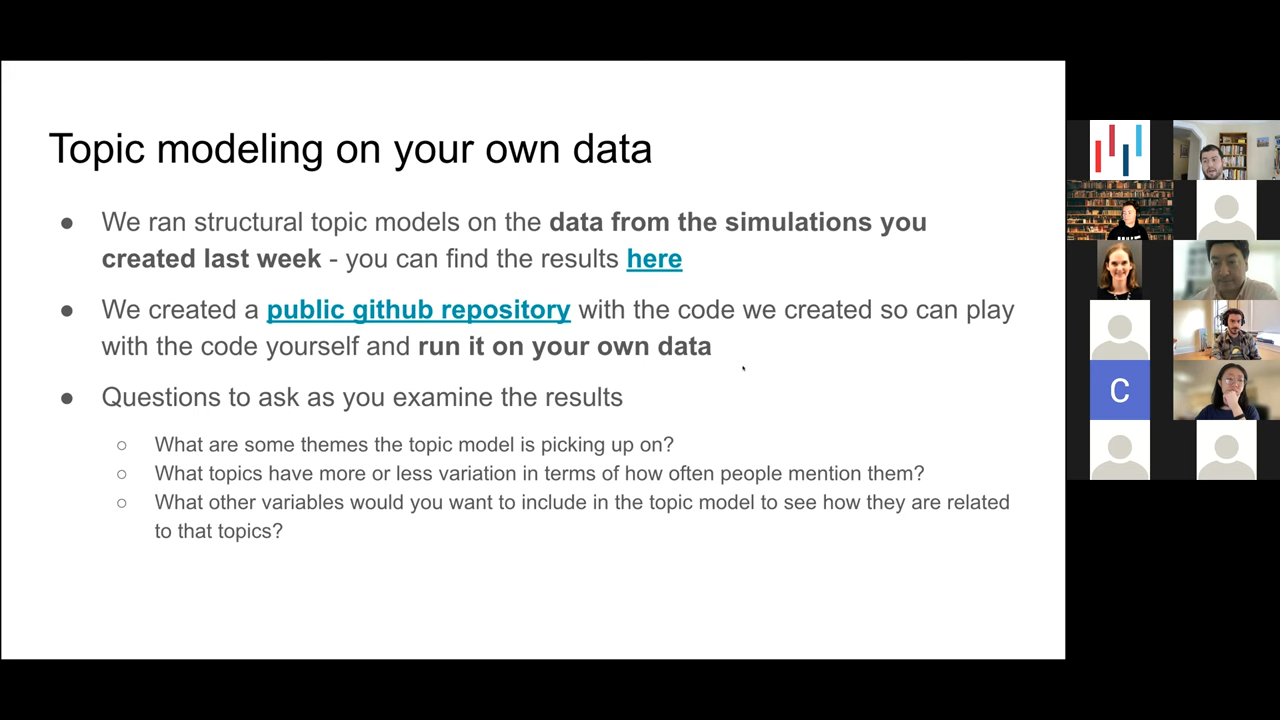 Topic modeling on your own data
● We ran structural topic models on the data from the simulations you
created last week - you can find the results here
● We created a public github repository with the code we created so can play
with the code yourself and run it on your own data
● Questions to ask as you examine the results
○ What are some themes the topic model is picking up on?
○ What topics have more or less variation in terms of how often people mention them?
○ What other variables would you want to include in the topic model to see how they are related
to that topics?
C